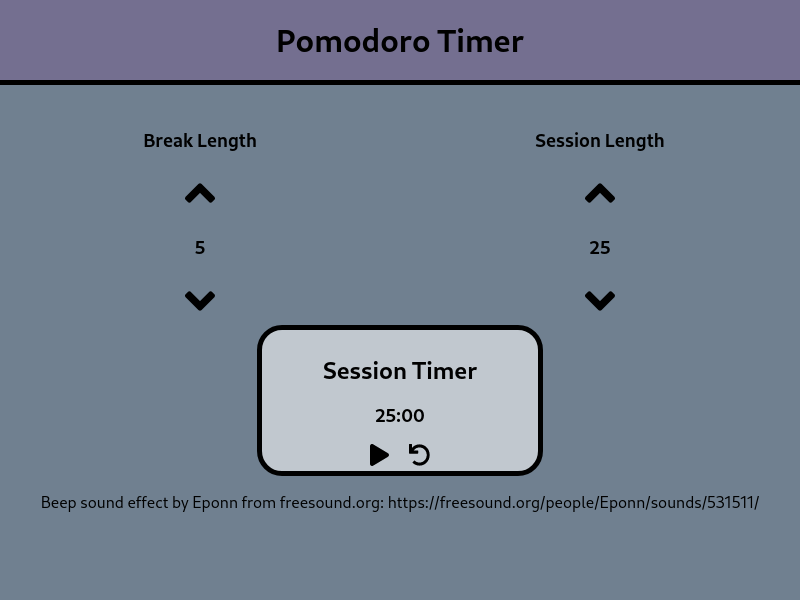 Pomodoro Timer
Break Length
Session Length
5
25
Session Timer
25:00
Beep sound effect by Eponn from freesound.org: https://freesound.org/people/Eponn/sounds/531511/